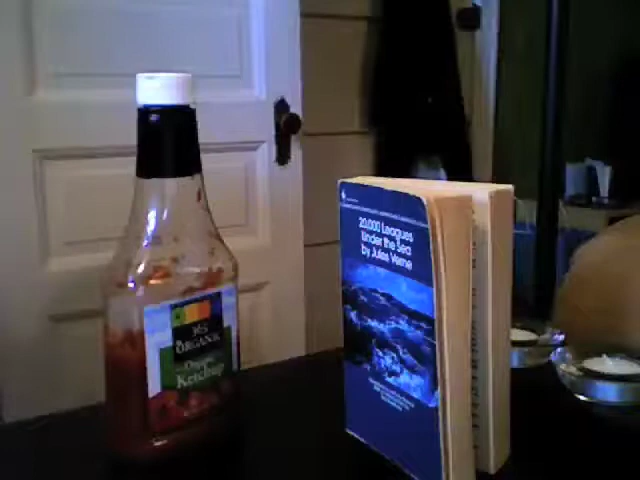 365
ORGANIC
Organic
Ketchup
20,000 Leagues
Under the Sea
by Jules Verne